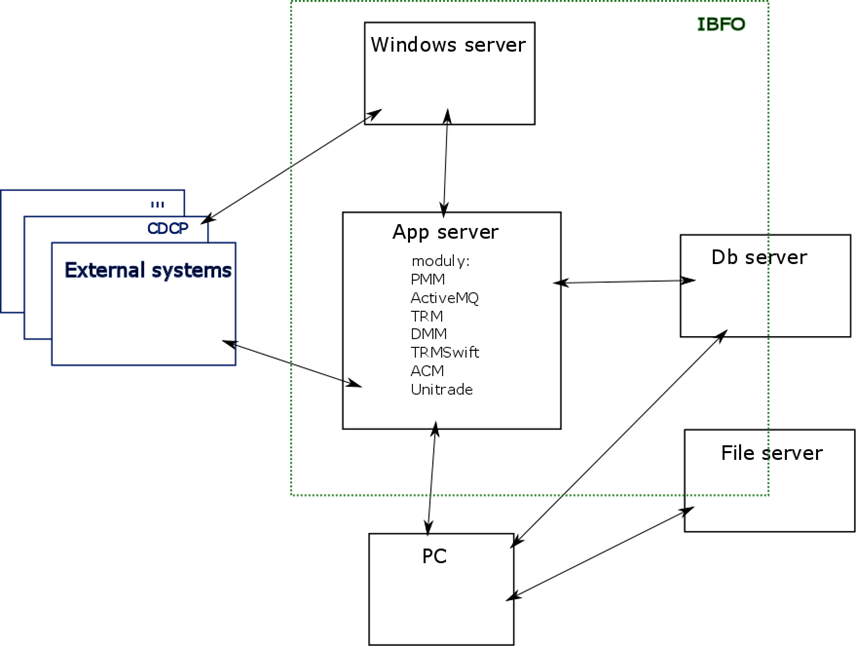 IBFO
Windows server
...
CDCP
External systems
App server
moduly:
PMM
ActiveMQ
TRM
DMM
TRMSwift
ACM
Unitrade
Db server
File server
PC